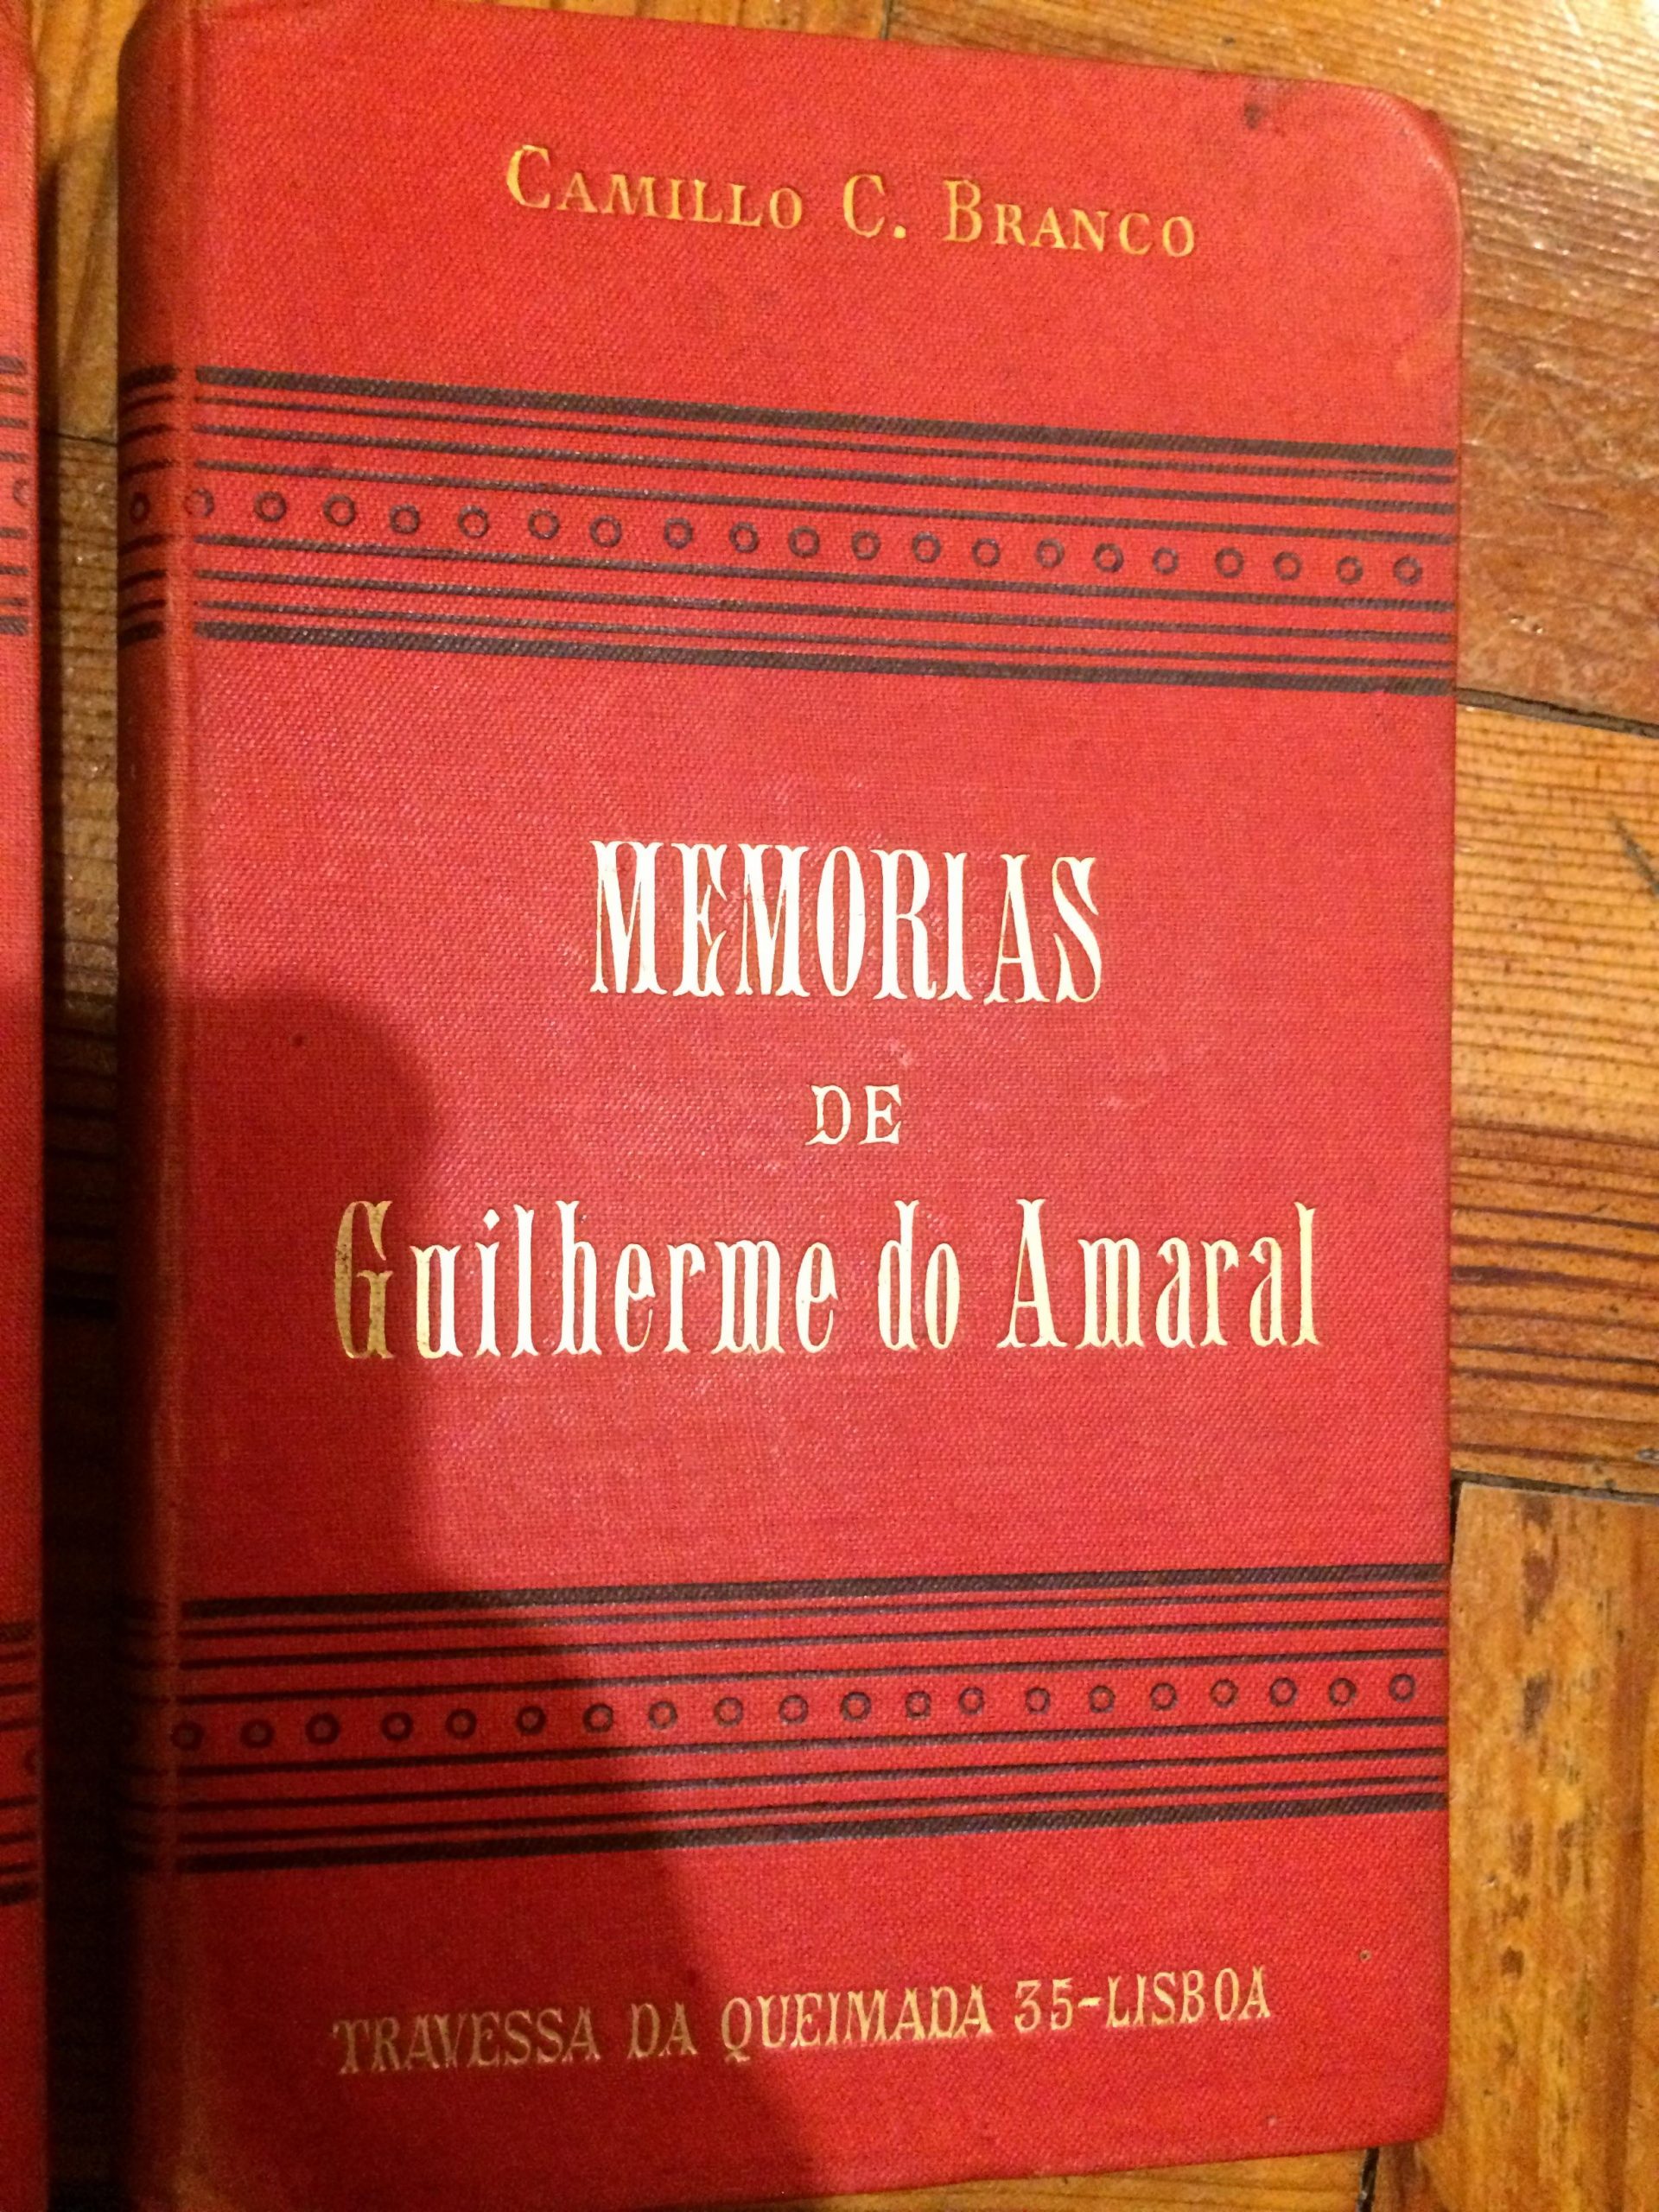 CAMILLO C. BRANCO
MEMORIAS
DE
Guilherme do Amaral
TRAVESSA DA QUEIMADA 35-LISBOA